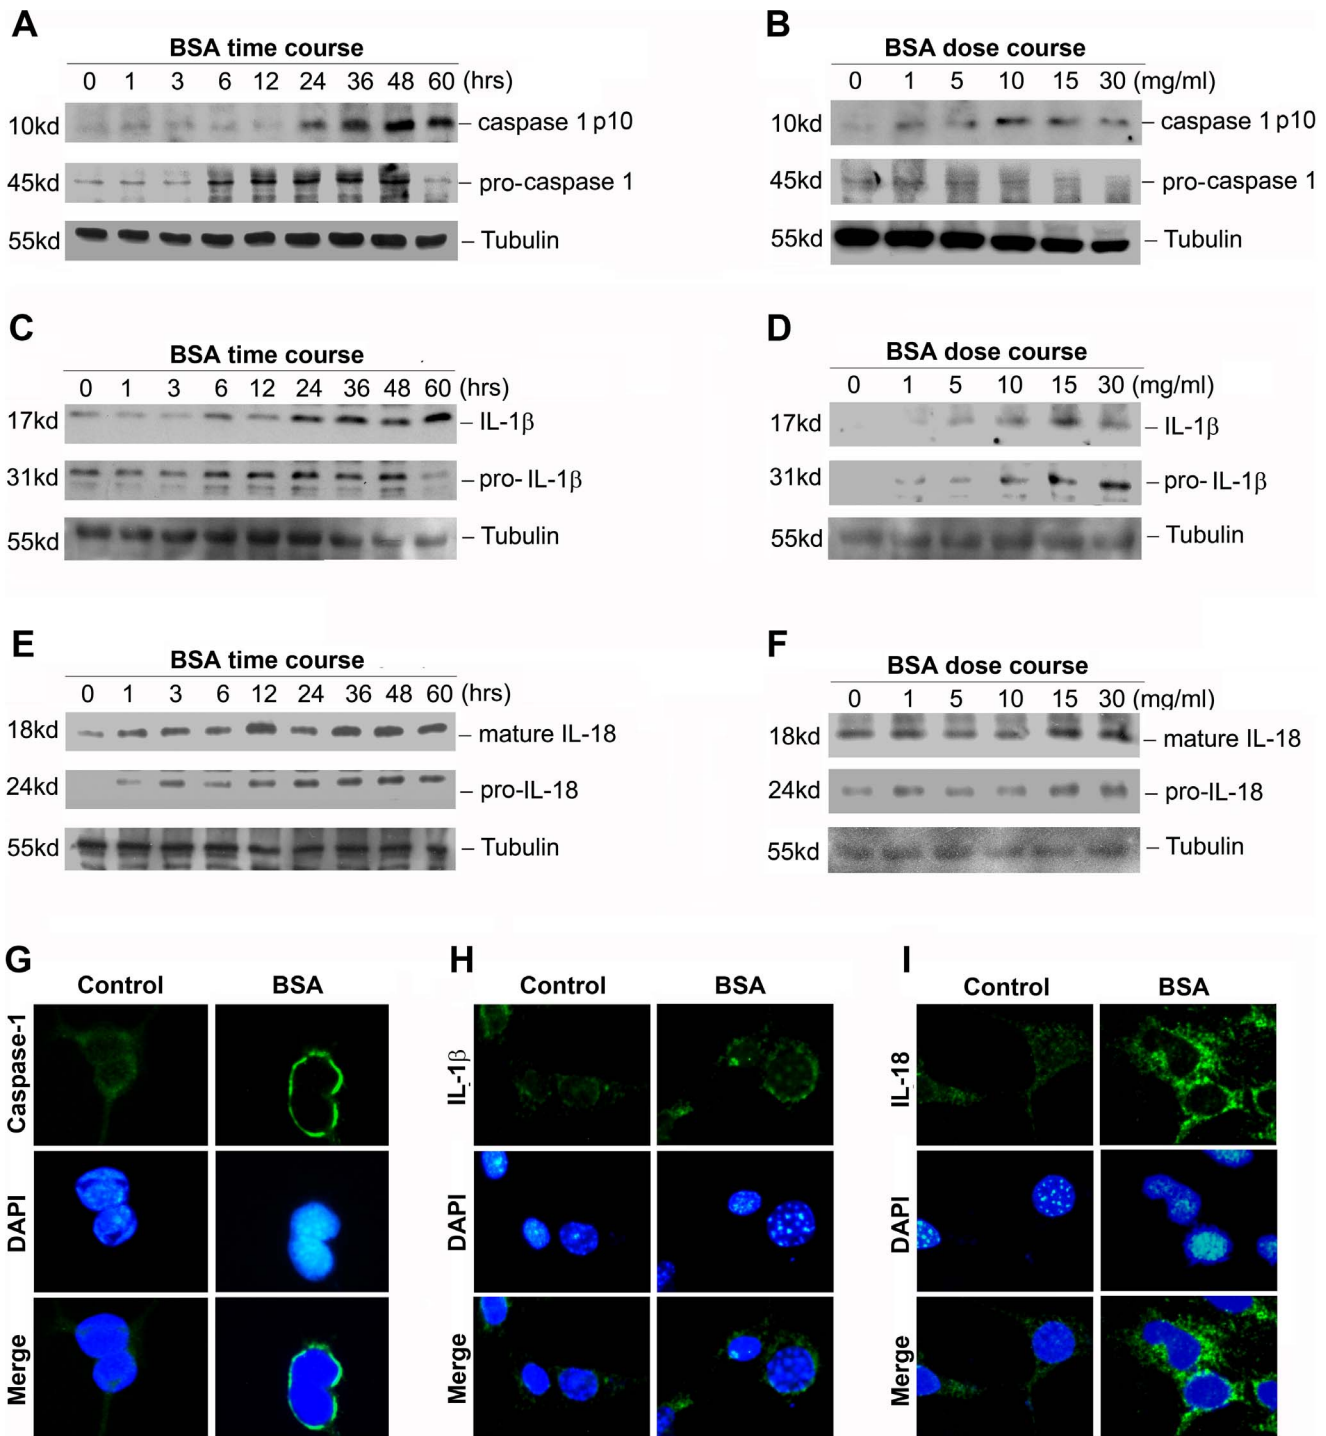 A
BSA time course
0 1 3 6 12 24 36 48 60 (hrs)
10kd – caspase 1 p10
45kd – pro-caspase 1
55kd – Tubulin
B
BSA dose course
0 1 5 10 15 30 (mg/ml)
10kd – caspase 1 p10
45kd – pro-caspase 1
55kd – Tubulin
C
BSA time course
0 1 3 6 12 24 36 48 60 (hrs)
17kd – IL-1β
31kd – pro- IL-1β
55kd – Tubulin
D
BSA dose course
0 1 5 10 15 30 (mg/ml)
17kd – IL-1β
31kd – pro- IL-1β
55kd – Tubulin
E
BSA time course
0 1 3 6 12 24 36 48 60 (hrs)
18kd – mature IL-18
24kd – pro-IL-18
55kd – Tubulin
F
BSA dose course
0 1 5 10 15 30 (mg/ml)
18kd – mature IL-18
24kd – pro-IL-18
55kd – Tubulin
G
Control BSA
Caspase-1
DAPI
Merge
H
Control BSA
IL-1β
DAPI
Merge
I
Control BSA
IL-18
DAPI
Merge